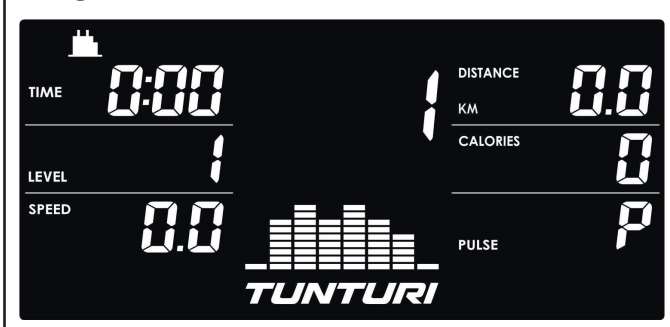 TIME 0:00
LEVEL 1
SPEED 0.0
1
DISTANCE 0.0
KM
CALORIES 0
PULSE P
TUNTURI